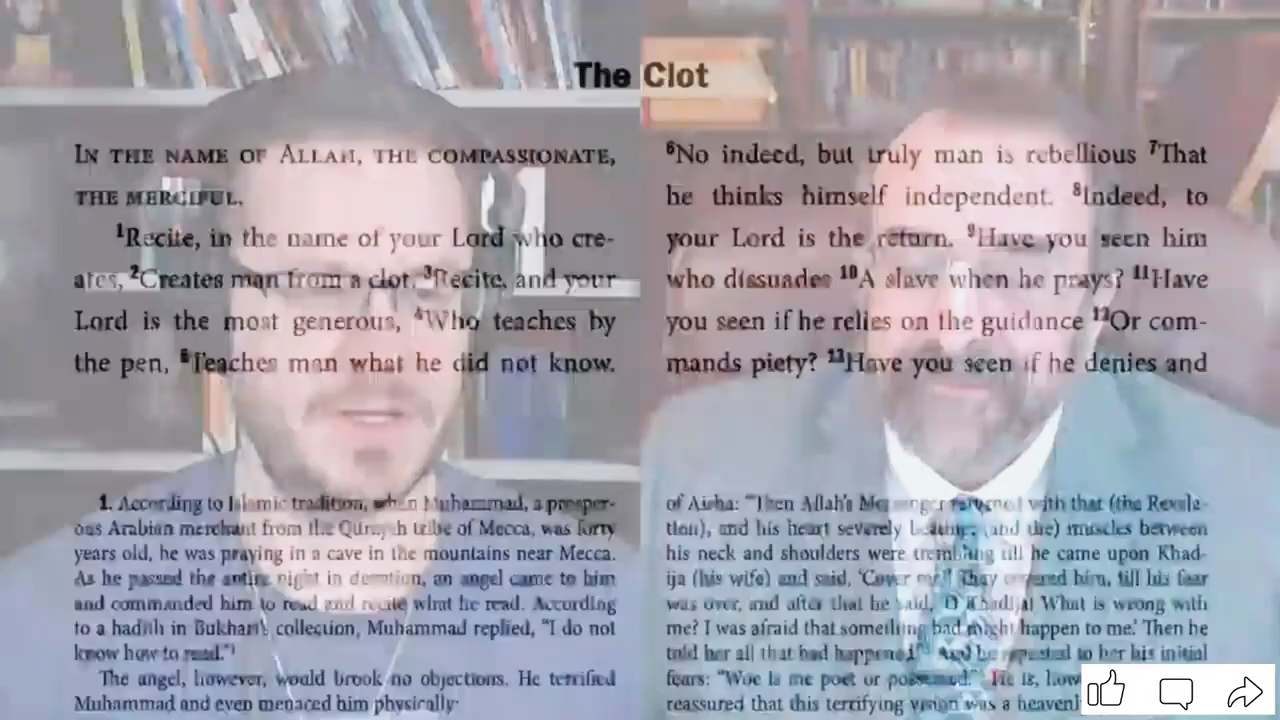 The Clot
IN THE NAME OF ALLAH, THE COMPASSIONATE,
THE MERCIFUL.
¹Recite, in the name of your Lord who cre-
ates, ²Creates man from a clot. ³Recite, and your
Lord is the most generous, ⁴Who teaches by
the pen, ⁵Teaches man what he did not know.
⁶No indeed, but truly man is rebellious ⁷That
he thinks himself independent. ⁸Indeed, to
your Lord is the return. ⁹Have you seen him
who dissuades ¹⁰A slave when he prays? ¹¹Have
you seen if he relies on the guidance ¹²Or com-
mands piety? ¹³Have you seen if he denies and
1. According to Islamic tradition, when Muhammad, a prosper-
ous Arabian merchant from the Quraysh tribe of Mecca, was forty
years old, he was praying in a cave in the mountains near Mecca.
As he passed the entire night in devotion, an angel came to him
and commanded him to read and recite what he read. According
to a hadith in Bukhari's collection, Muhammad replied, "I do not
know how to read."¹
The angel, however, would brook no objections. He terrified
Muhammad and even menaced him physically:
of Aisha: "Then Allah's Messenger returned with that (the Revela-
tion), and his heart severely beating; (and the) muscles between
his neck and shoulders were trembling till he came upon Khad-
ija (his wife) and said, 'Cover me!' They covered him, till his fear
was over, and after that he said, 'O Khadija! What is wrong with
me? I was afraid that something bad might happen to me.' Then he
told her all that had happened." And he repeated to her his initial
fears: "Woe is me poet or possessed." He is, how
reassured that this terrifying vision was a heavenl